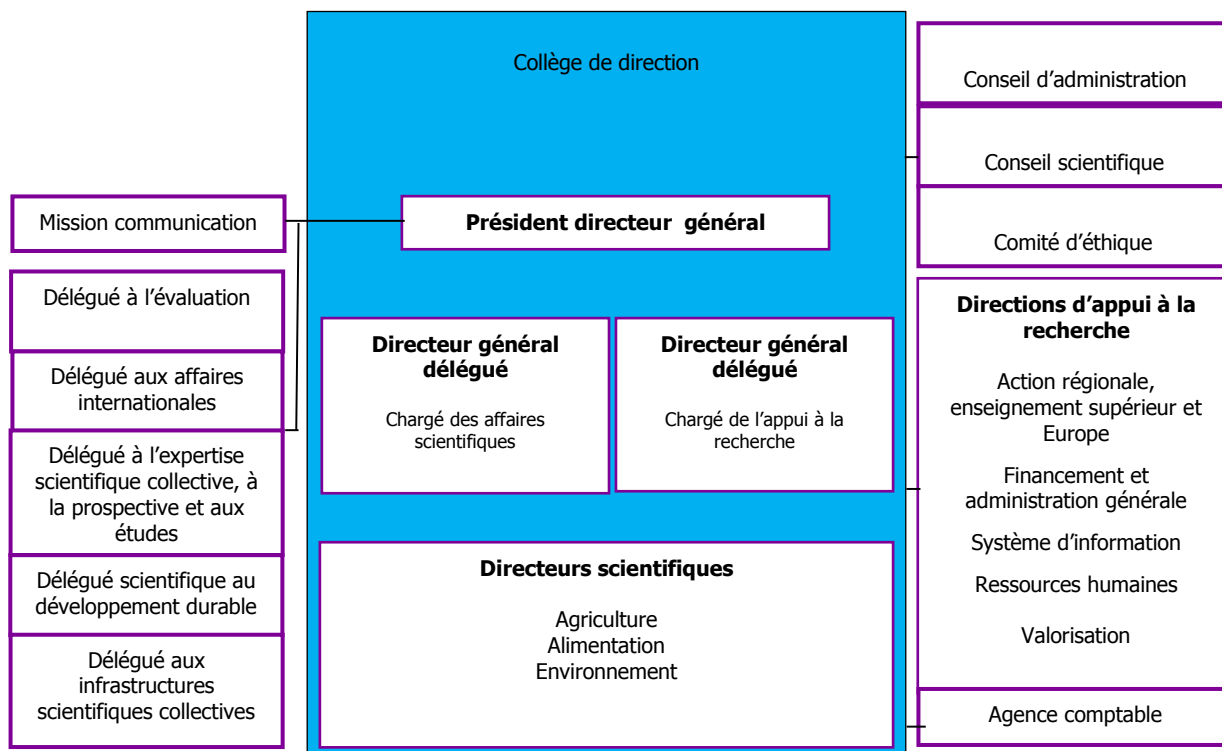 Collège de direction
Président directeur  général
Directeur général
délégué
Chargé des affaires
scientifiques
Directeur général
délégué
Chargé de l'appui à la
recherche
Directeurs scientifiques
Agriculture
Alimentation
Environnement
Mission communication
Délégué à l'évaluation
Délégué aux affaires
internationales
Délégué à l'expertise
scientifique collective, à
la prospective et aux
études
Délégué scientifique au
développement durable
Délégué aux
infrastructures
scientifiques collectives
Conseil d'administration
Conseil scientifique
Comité d'éthique
Directions d'appui à la
recherche
Action régionale,
enseignement supérieur et
Europe
Financement et
administration générale
Système d'information
Ressources humaines
Valorisation
Agence comptable